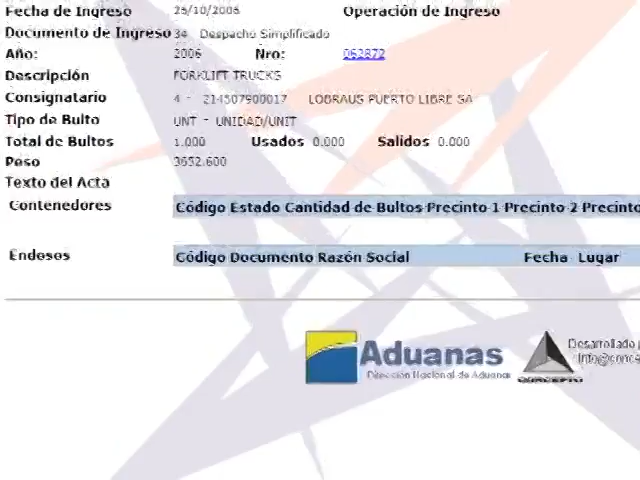 Fecha de Ingreso 25/10/2006 Operación de Ingreso
Documento de Ingreso 34 Despacho Simplificado
Año: 2006 Nro: 062872
Descripción FORKLIFT TRUCKS
Consignatario 4 - 214507900017 LOBRAUS PUERTO LIBRE SA
Tipo de Bulto UNT - UNIDAD/UNIT
Total de Bultos 1.000 Usados 0.000 Salidos 0.000
Peso 3652.600
Texto del Acta
Contenedores Código Estado Cantidad de Bultos Precinto 1 Precinto 2 Precinto
Endosos Código Documento Razón Social Fecha Lugar
Aduanas
Dirección Nacional de Aduanas
CONCEPTO
Desarrollado